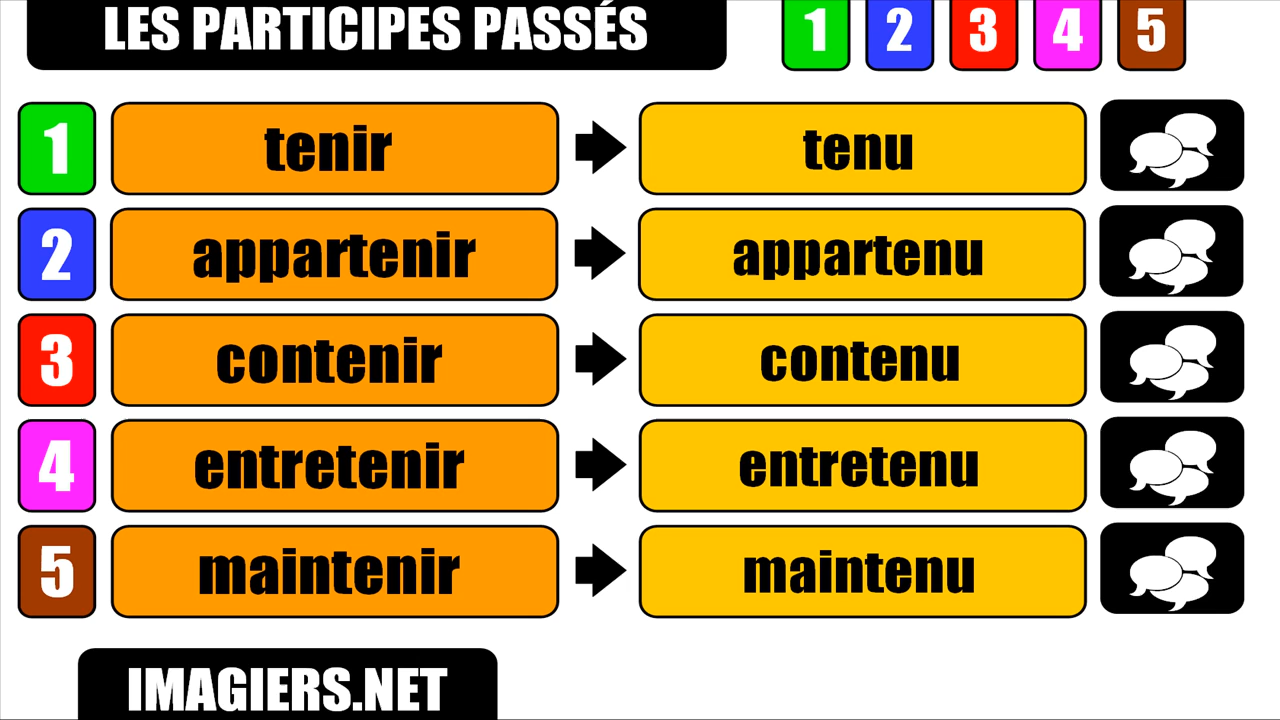 LES PARTICIPES PASSÉS 1 2 3 4 5
1 tenir tenu
2 appartenir appartenu
3 contenir contenu
4 entretenir entretenu
5 maintenir maintenu
IMAGIERS.NET